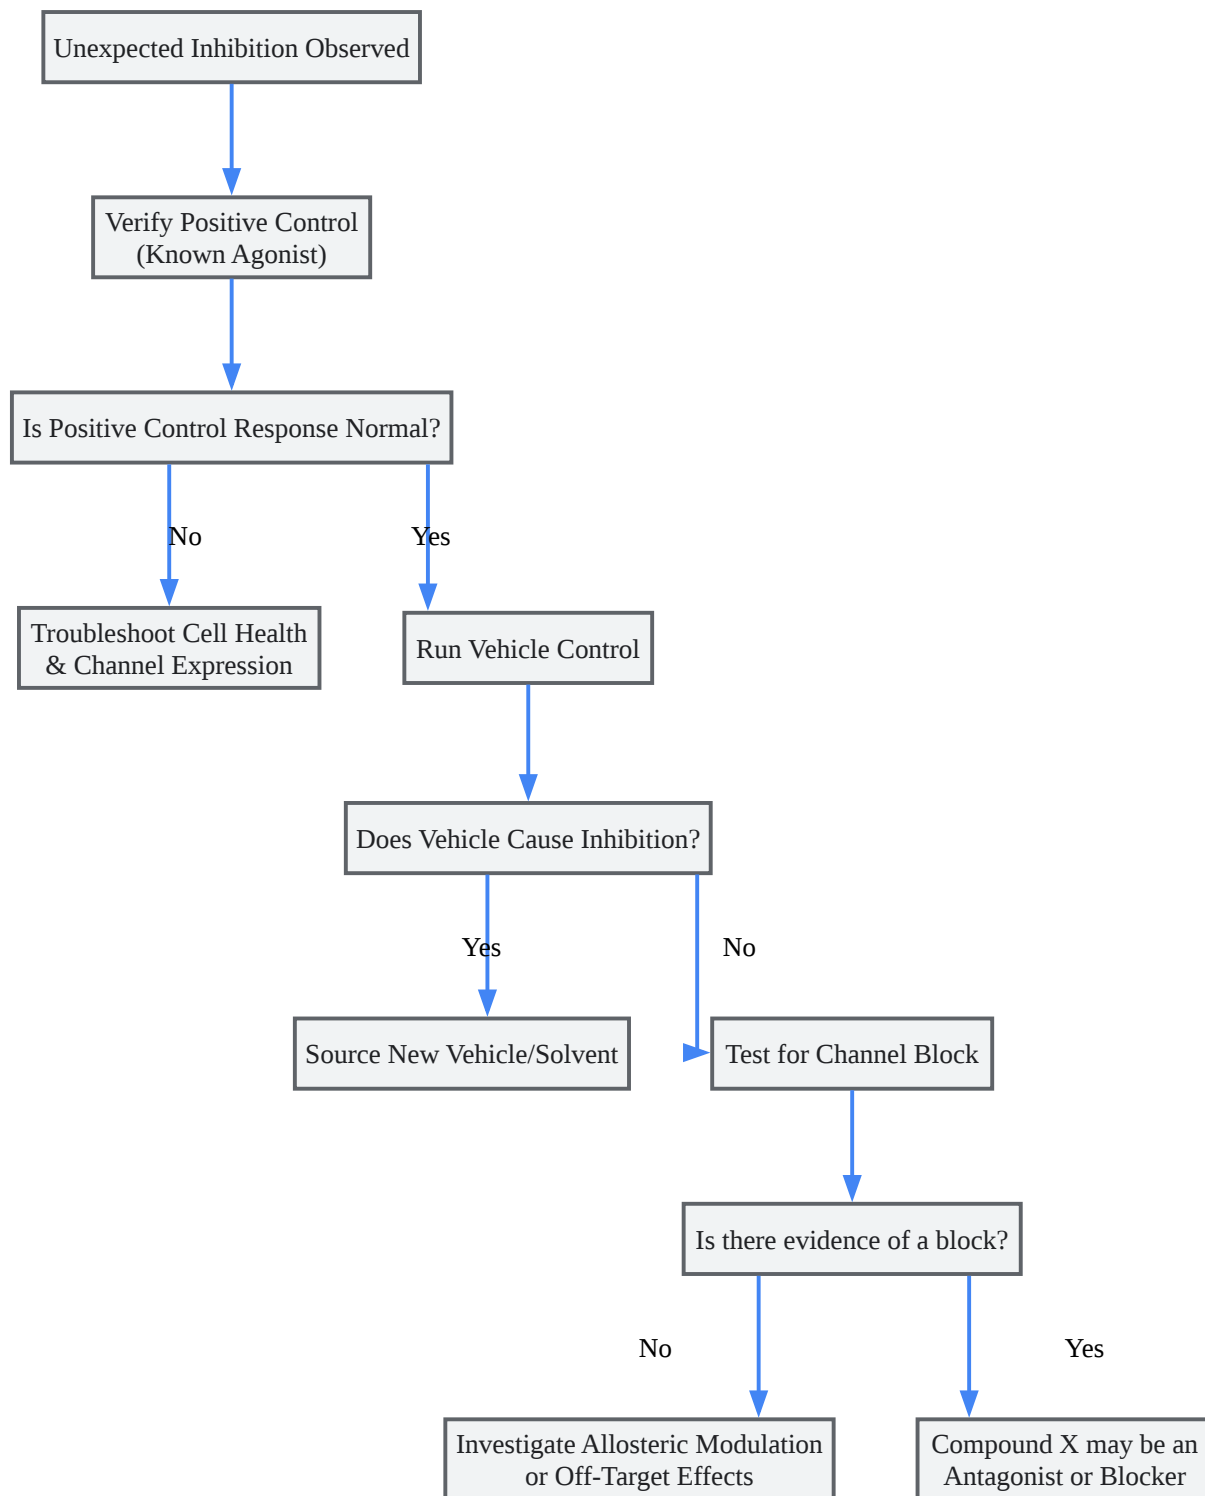 Unexpected Inhibition Observed
Verify Positive Control
(Known Agonist)
Is Positive Control Response Normal?
No
Yes
Troubleshoot Cell Health
& Channel Expression
Run Vehicle Control
Does Vehicle Cause Inhibition?
Yes
No
Source New Vehicle/Solvent
Test for Channel Block
Is there evidence of a block?
No
Yes
Investigate Allosteric Modulation
or Off-Target Effects
Compound X may be an
Antagonist or Blocker